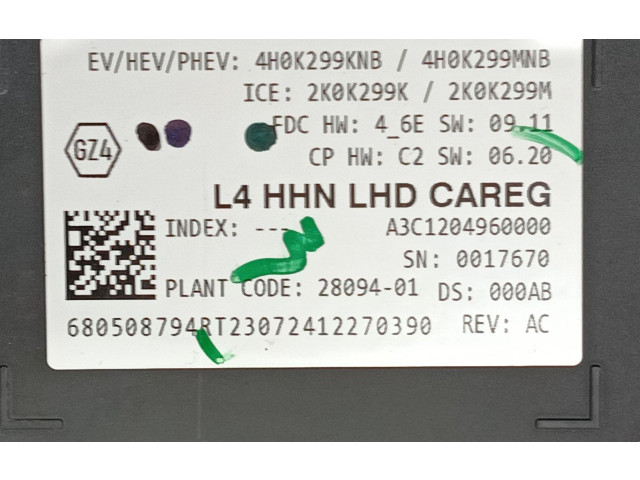 EV/HEV/PHEV: 4H0K299KNB / 4H0K299MNB
ICE: 2K0K299K / 2K0K299M
FDC HW: 4_6E SW: 09.11
GZ4
CP HW: C2 SW: 06.20
L4 HHN LHD CAREG
INDEX: --- A3C1204960000
SN: 0017670
PLANT CODE: 28094-01 DS: 000AB
680508794RT23072412270390 REV: AC